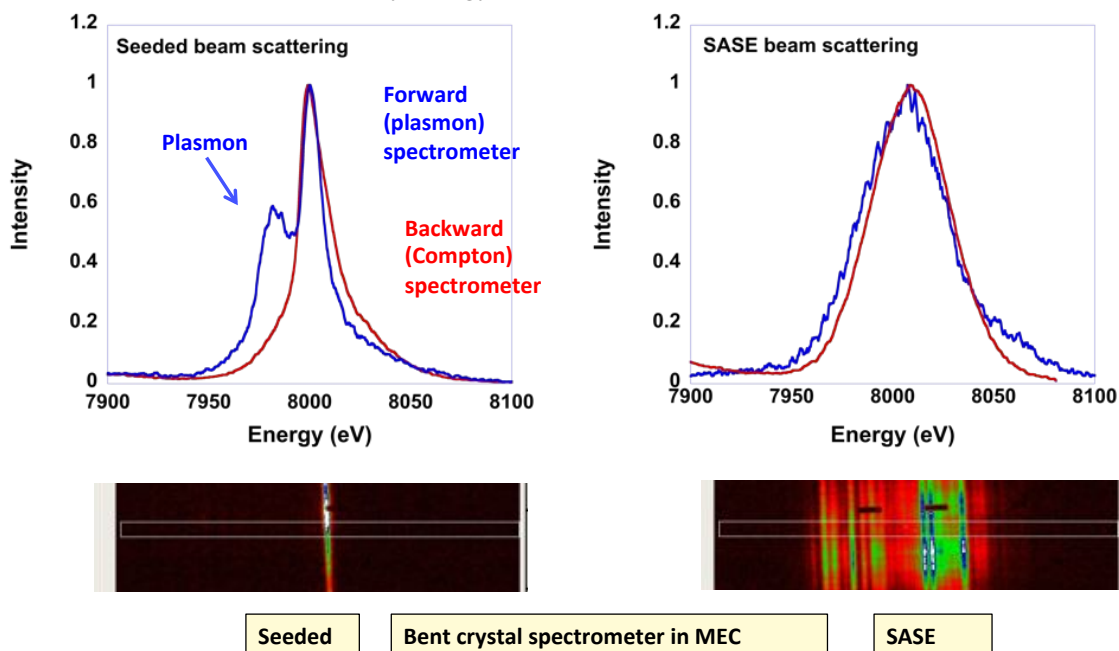 Seeded beam scattering
1.2
1
0.8
0.6
0.4
0.2
0
Intensity
Plasmon
Forward
(plasmon)
spectrometer
Backward
(Compton)
spectrometer
7900
7950
8000
8050
8100
Energy (eV)
SASE beam scattering
1.2
1
0.8
0.6
0.4
0.2
0
Intensity
7900
7950
8000
8050
8100
Energy (eV)
Seeded
Bent crystal spectrometer in MEC
SASE